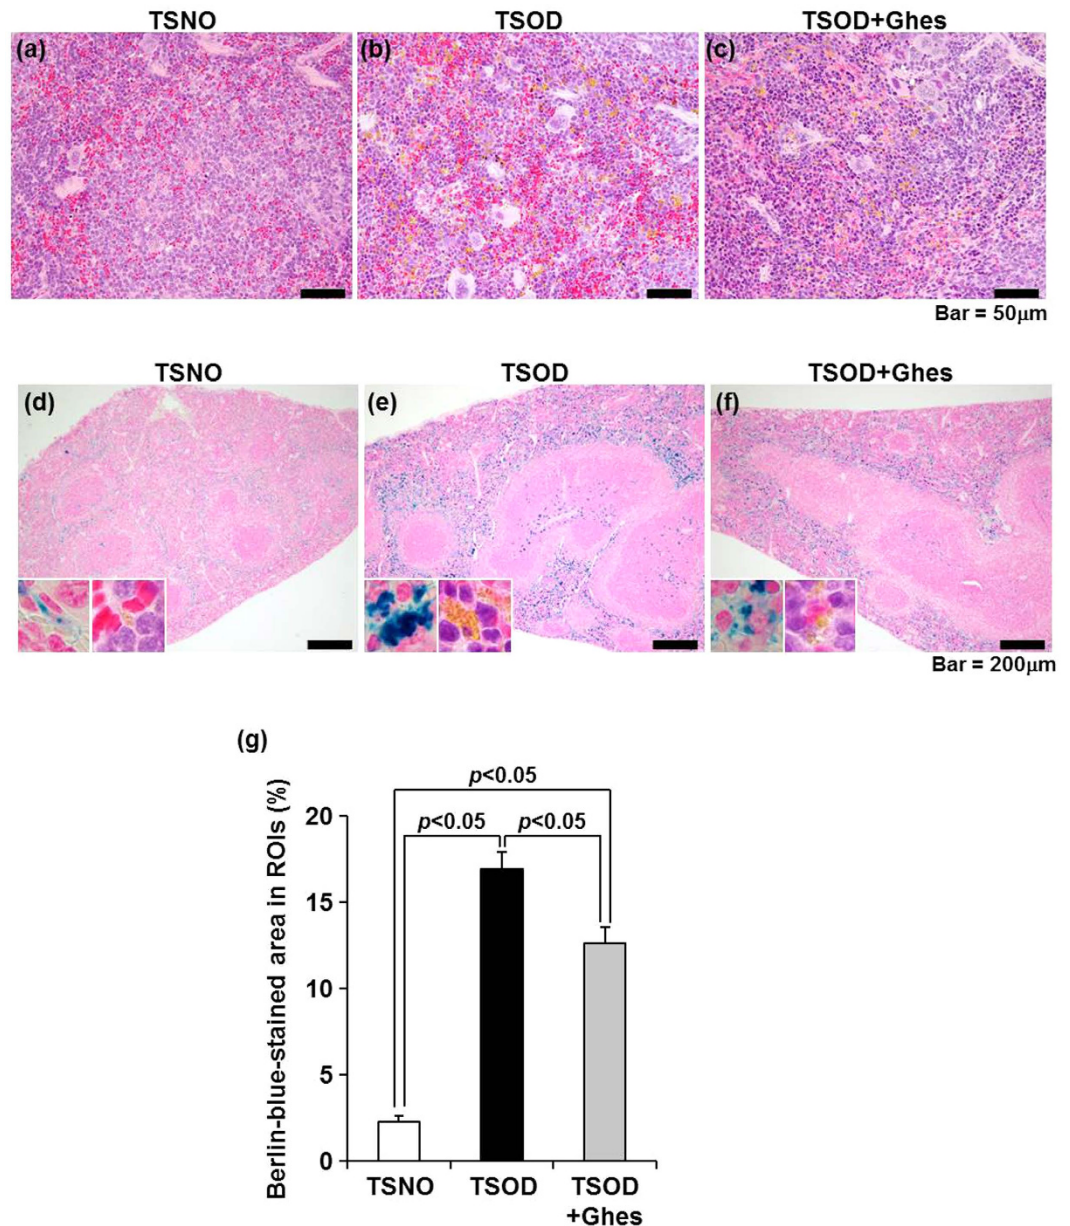 TSNO
TSOD
TSOD+Ghes
(a)
(b)
(c)
Bar = 50μm
TSNO
TSOD
TSOD+Ghes
(d)
(e)
(f)
Bar = 200μm
(g)
Berlin-blue-stained area in ROIs (%)
p<0.05
p<0.05
p<0.05
20
15
10
5
0
TSNO
TSOD
TSOD
+Ghes